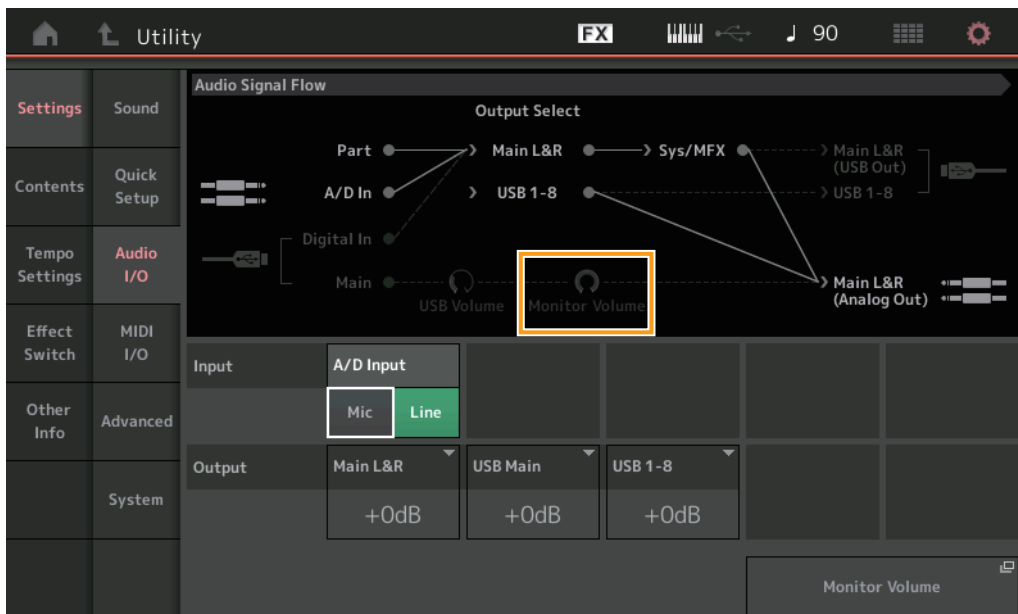 Utility
FX
90
Settings
Sound
Contents
Quick
Setup
Tempo
Settings
Audio
I/O
Effect
Switch
MIDI
I/O
Other
Info
Advanced
System
Audio Signal Flow
Output Select
Part
Main L&R
Sys/MFX
Main L&R
(USB Out)
A/D In
USB 1-8
USB 1-8
Digital In
Main
USB Volume
Monitor Volume
Main L&R
(Analog Out)
Input
A/D Input
Mic
Line
Output
Main L&R
USB Main
USB 1-8
+0dB
+0dB
+0dB
Monitor Volume